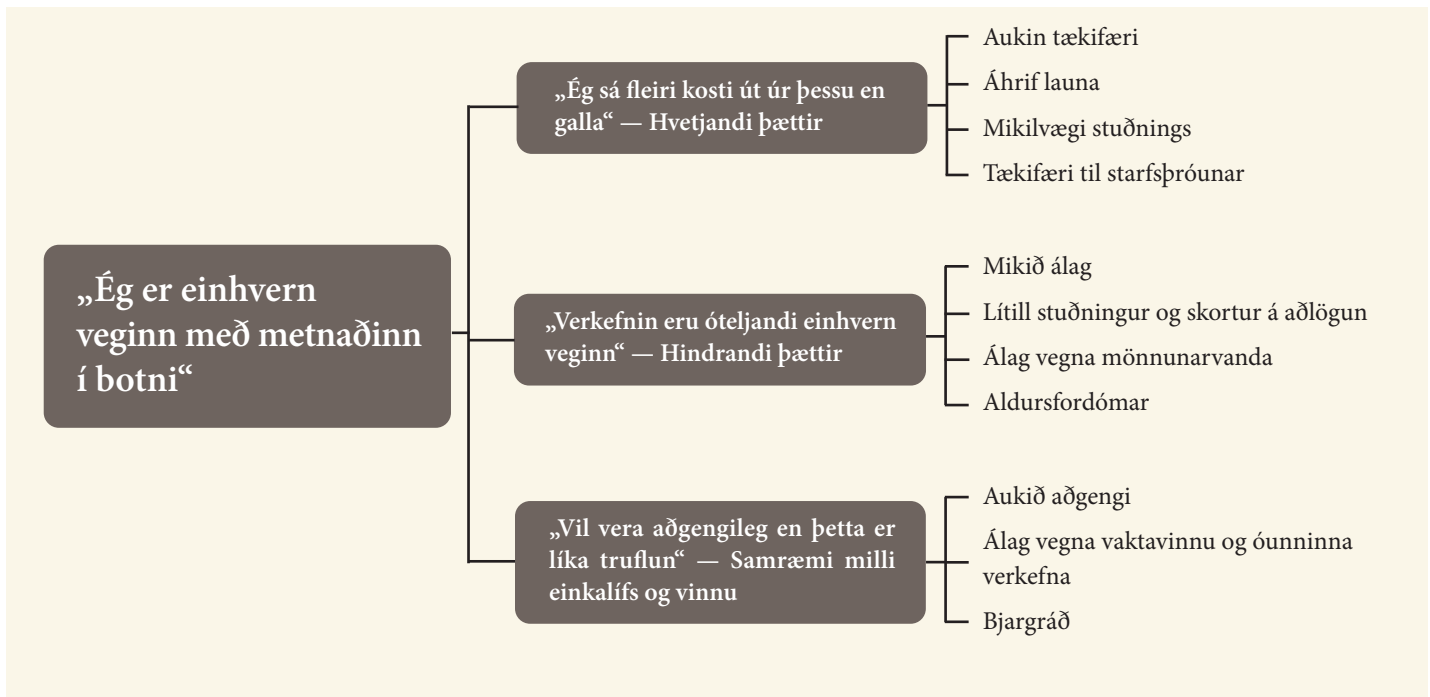 „Ég er einhvern
veginn með metnaðinn
í botni“
„Ég sá fleiri kosti út úr þessu en
galla“ — Hvetjandi þættir
Aukin tækifæri
Áhrif launa
Mikilvægi stuðnings
Tækifæri til starfsþróunar
„Verkefnin eru óteljandi einhvern
veginn“ — Hindrandi þættir
Mikið álag
Lítill stuðningur og skortur á aðlögun
Álag vegna mönnunarvanda
Aldursfordómar
„Vil vera aðgengileg en þetta er
líka truflun“ — Samræmi milli
einkalífs og vinnu
Aukið aðgengi
Álag vegna vaktavinnu og óunninna
verkefna
Bjargráð